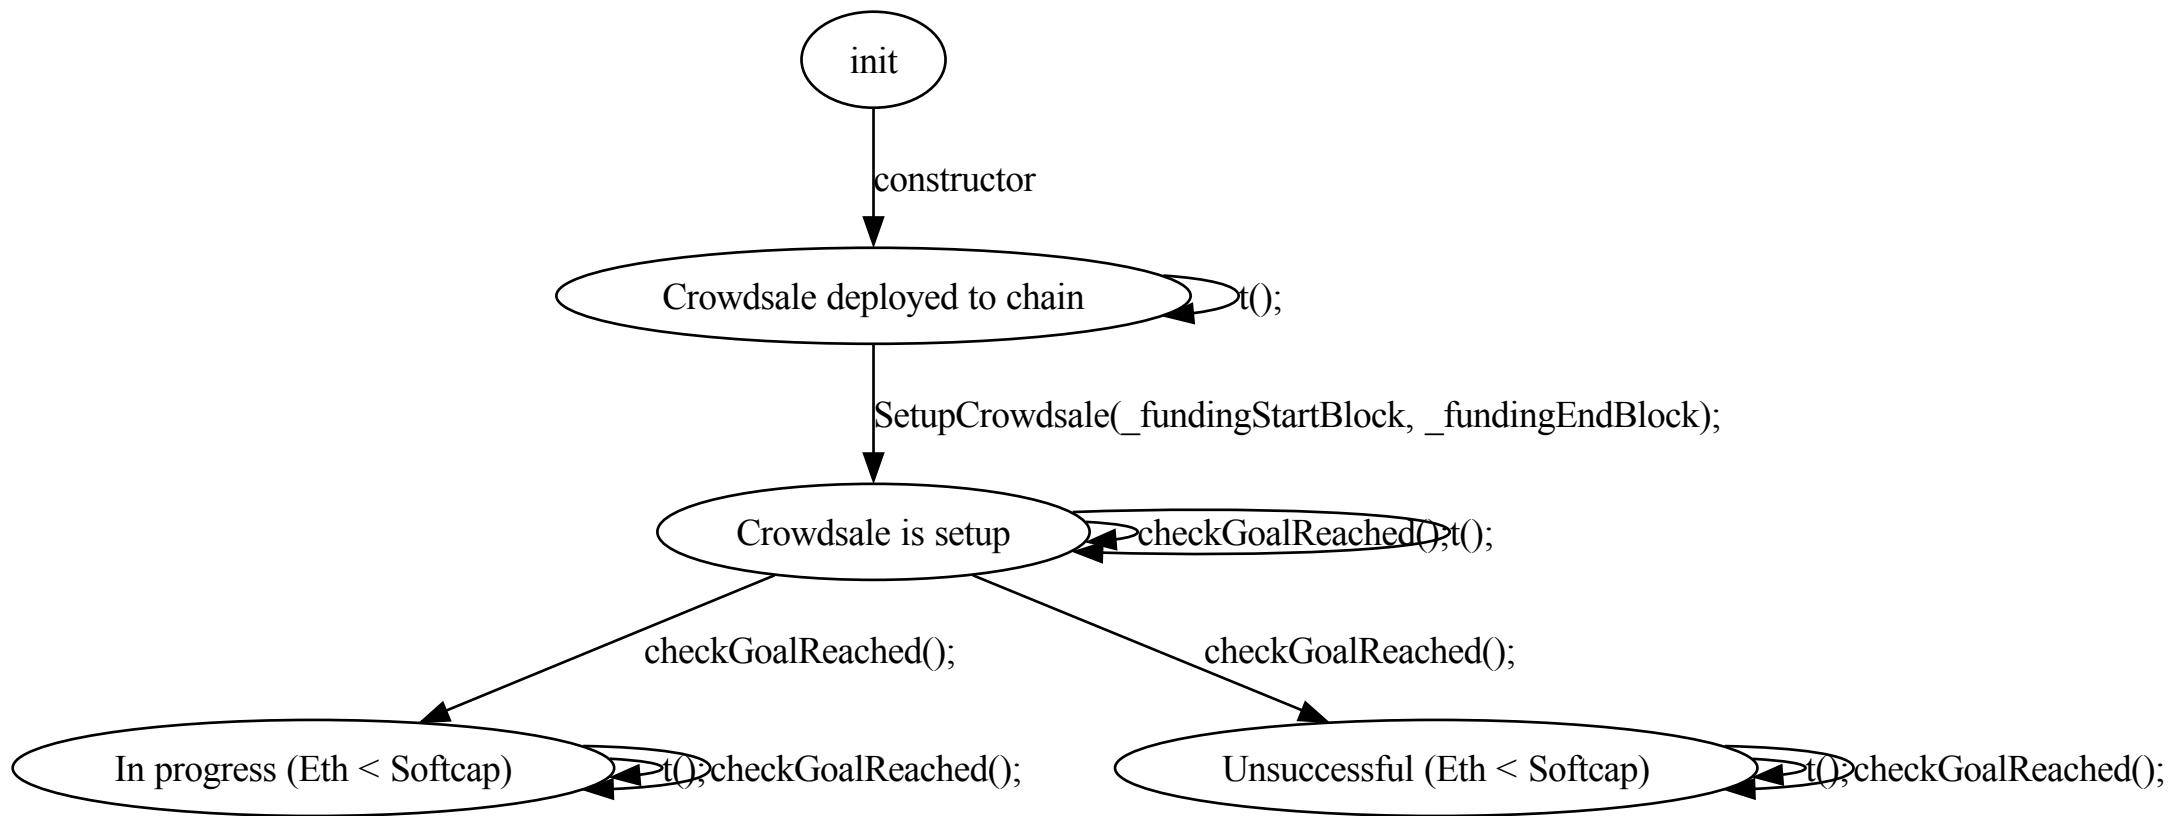 init
constructor
Crowdsale deployed to chain
t();
SetupCrowdsale(_fundingStartBlock, _fundingEndBlock);
Crowdsale is setup
checkGoalReached();
t();
checkGoalReached();
checkGoalReached();
In progress (Eth < Softcap)
t();
checkGoalReached();
Unsuccessful (Eth < Softcap)
t();
checkGoalReached();